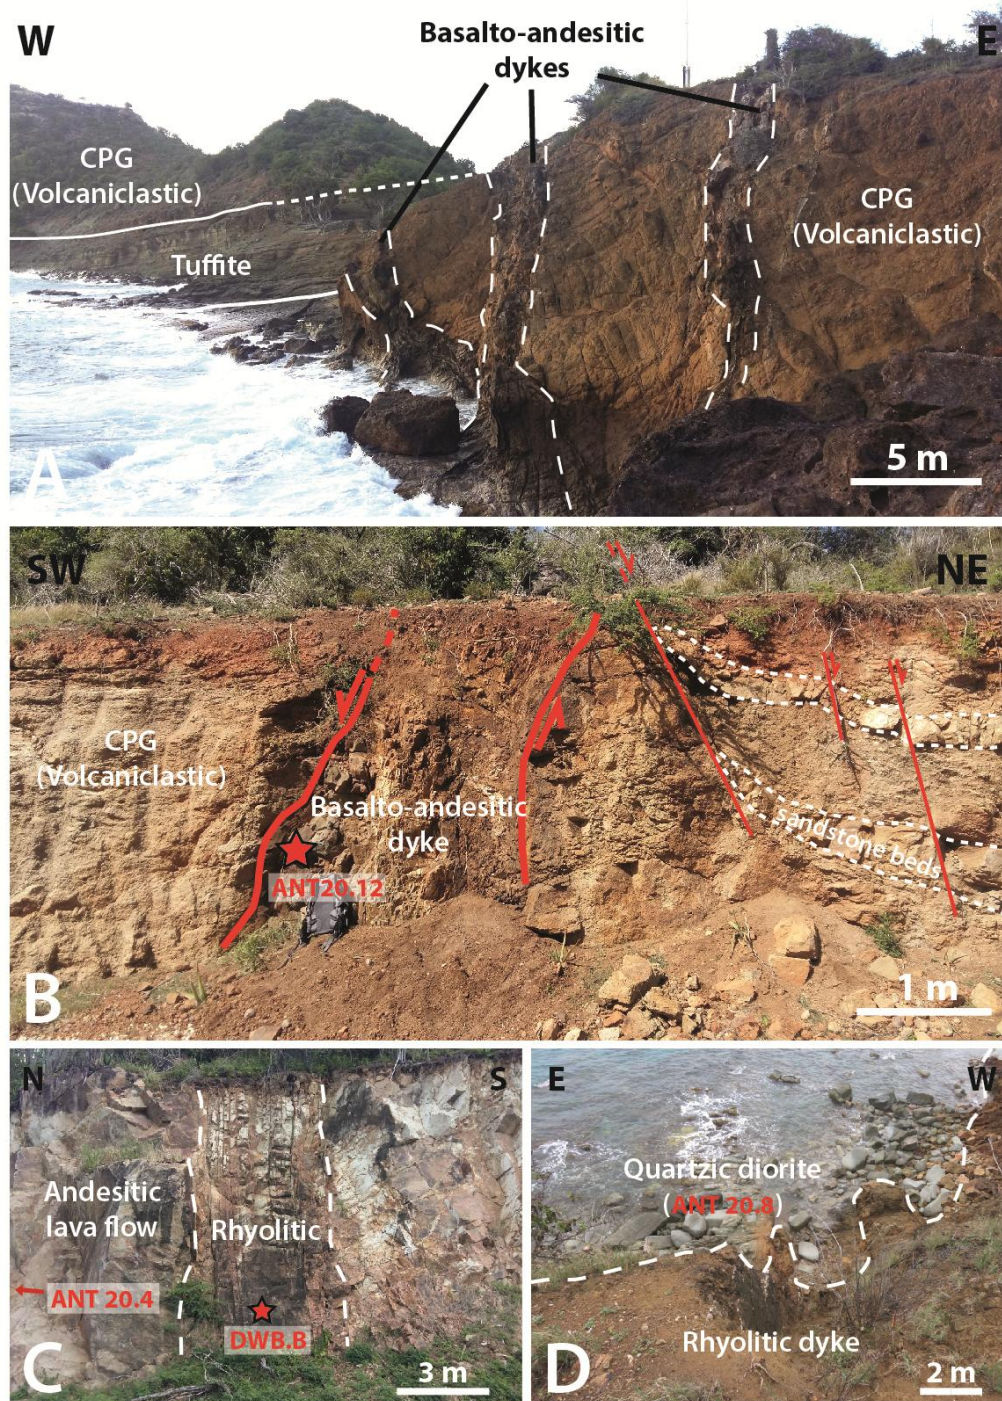 W
Basalto-andesitic
dykes
E
CPG
(Volcaniclastic)
Tuffite
CPG
(Volcaniclastic)
A
5 m
SW
NE
CPG
(Volcaniclastic)
Basalto-andesitic
dyke
sandstone beds
ANT20.12
B
1 m
N
S
Andesitic
lava flow
Rhyolitic
ANT 20.4
DWB.B
C
3 m
E
W
Quartzic diorite
(ANT 20.8)
Rhyolitic dyke
D
2 m